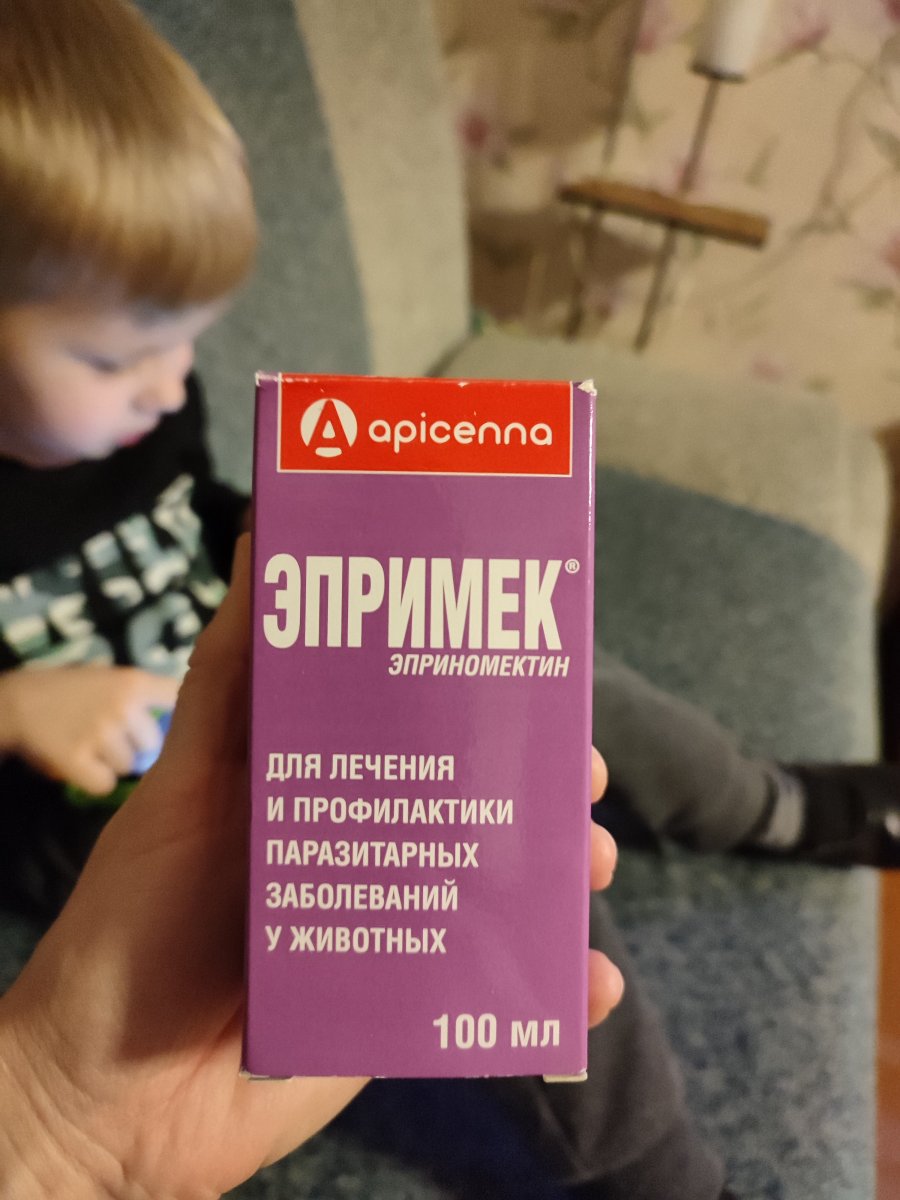 apicenna
ЭПРИМЕК®
ЭПРИНОМЕКТИН
ДЛЯ ЛЕЧЕНИЯ
И ПРОФИЛАКТИКИ
ПАРАЗИТАРНЫХ
ЗАБОЛЕВАНИЙ
У ЖИВОТНЫХ
100 мл